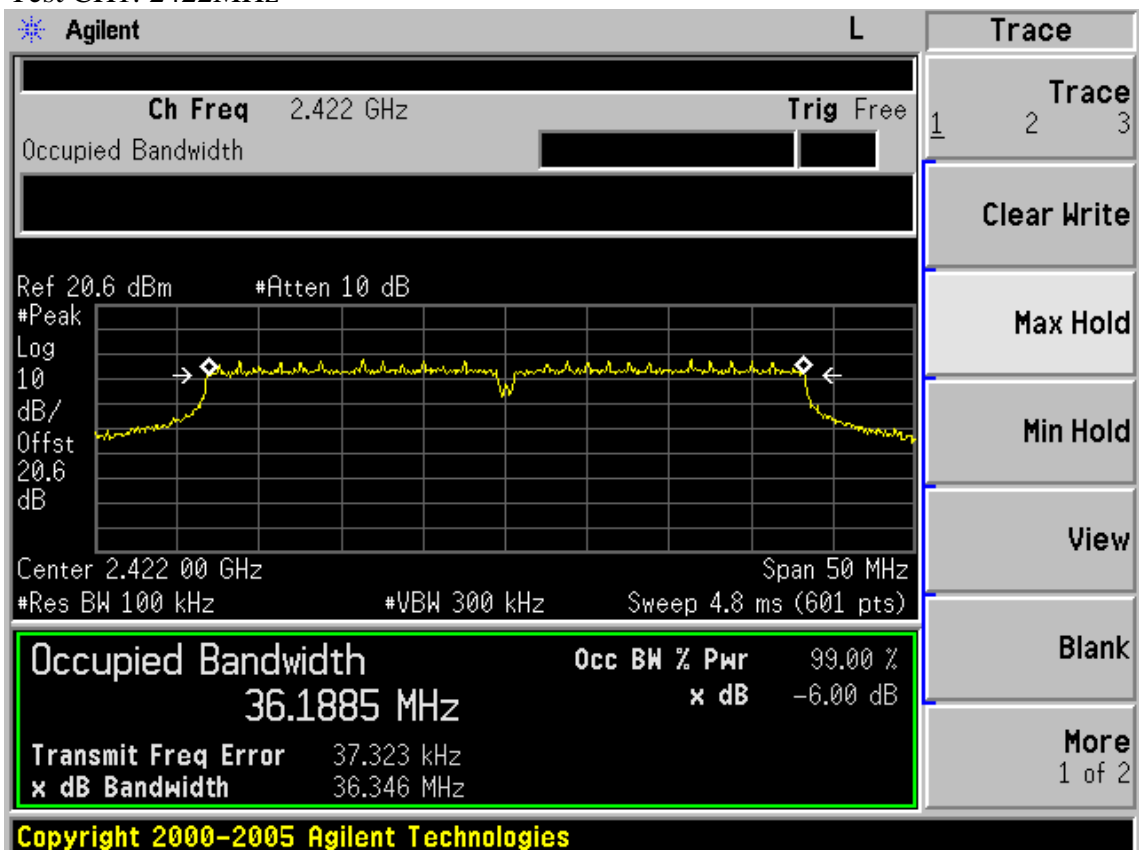 Agilent L Trace
Ch Freq 2.422 GHz Trig Free
Occupied Bandwidth
Trace
1 2 3
Clear Write
Max Hold
Min Hold
View
Blank
More
1 of 2
Ref 20.6 dBm #Atten 10 dB
#Peak
Log
10
dB/
Offst
20.6
dB
Center 2.422 00 GHz Span 50 MHz
#Res BW 100 kHz #VBW 300 kHz Sweep 4.8 ms (601 pts)
Occupied Bandwidth Occ BW % Pwr 99.00 %
36.1885 MHz x dB -6.00 dB
Transmit Freq Error 37.323 kHz
x dB Bandwidth 36.346 MHz
Copyright 2000-2005 Agilent Technologies